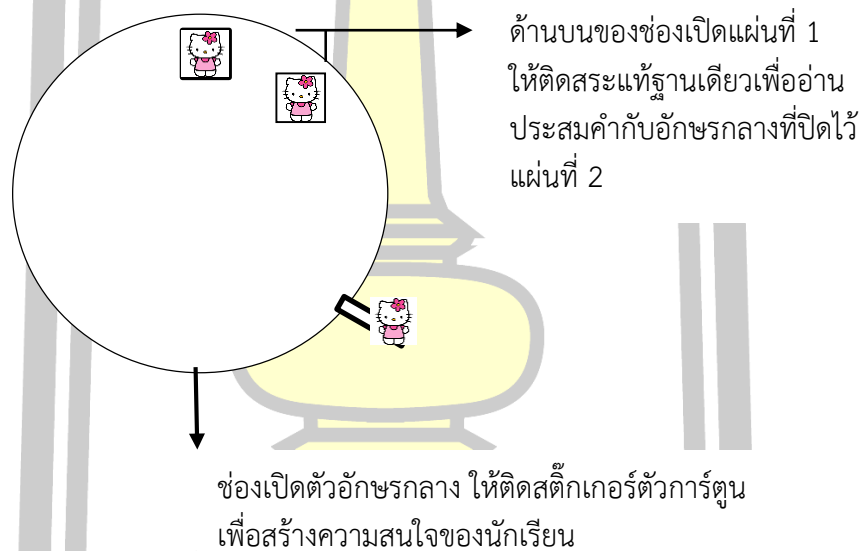 ด้านบนของช่องเปิดแผ่นที่ 1
ให้ติดสระแท้ฐานเดียวเพื่ออ่าน
ประสมคำกับอักษรกลางที่ปิดไว้
แผ่นที่ 2
ช่องเปิดตัวอักษรกลาง ให้ติดสติ๊กเกอร์ตัวการ์ตูน
เพื่อสร้างความสนใจของนักเรียน